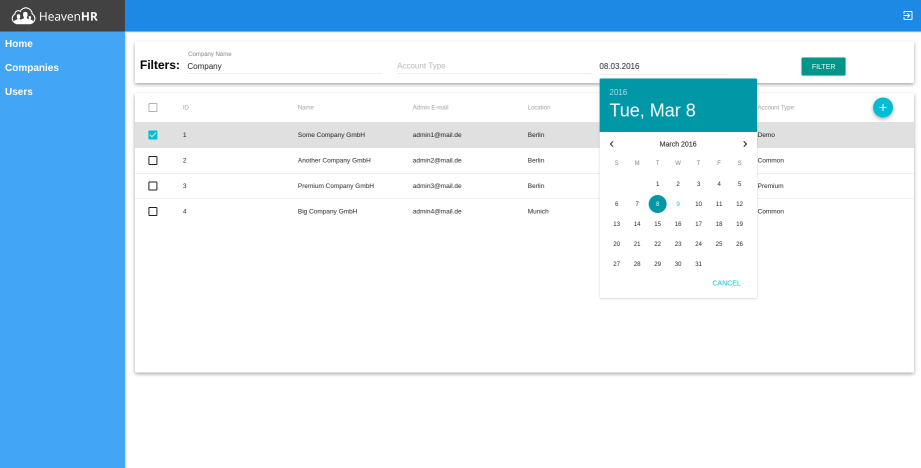 HeavenHR
Home
Companies
Users
Filters:
Company Name
Company
Account Type
08.03.2016
FILTER
2016
Tue, Mar 8
March 2016
S M T W T F S
1 2 3 4 5
6 7 8 9 10 11 12
13 14 15 16 17 18 19
20 21 22 23 24 25 26
27 28 29 30 31
CANCEL
ID Name Admin E-mail Location Account Type
1 Some Company GmbH admin1@mail.de Berlin Demo
2 Another Company GmbH admin2@mail.de Berlin Common
3 Premium Company GmbH admin3@mail.de Berlin Premium
4 Big Company GmbH admin4@mail.de Munich Common